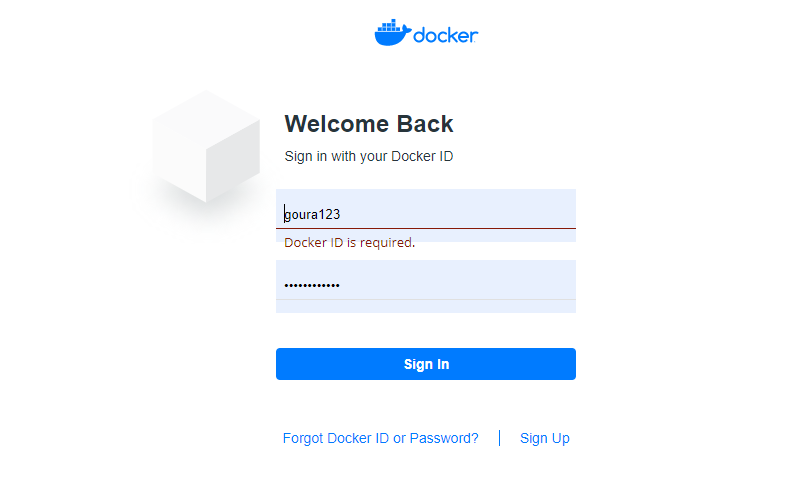 docker
Welcome Back
Sign in with your Docker ID
goura123
Docker ID is required.
••••••••••••
Sign In
Forgot Docker ID or Password? | Sign Up